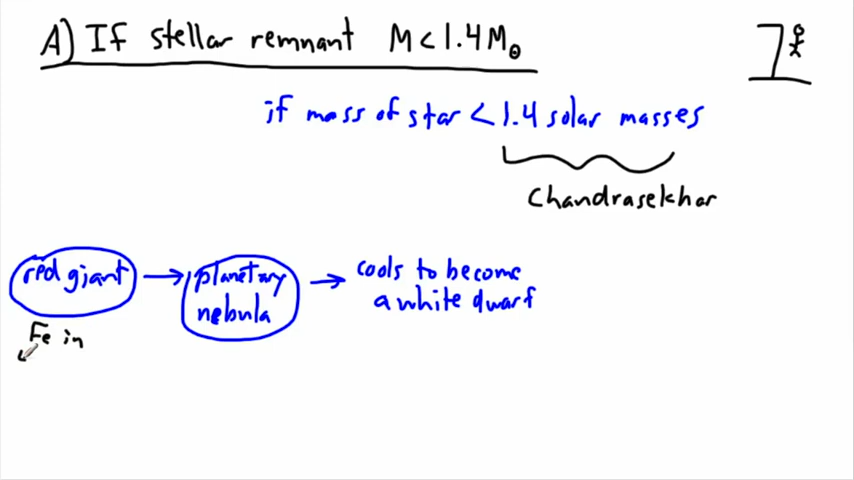 A) If stellar remnant M < 1.4 M⊙
if mass of star < 1.4 solar masses
Chandrasekhar
red giant → planetary nebula → cools to become a white dwarf
Fe in